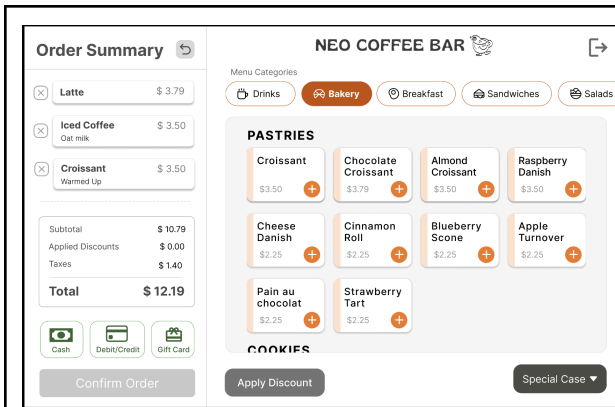 Order Summary
Latte $ 3.79
Iced Coffee $ 3.50
Oat milk
Croissant $ 3.50
Warmed Up
Subtotal $ 10.79
Applied Discounts $ 0.00
Taxes $ 1.40
Total $ 12.19
Cash Debit/Credit Gift Card
Confirm Order
NEO COFFEE BAR
Menu Categories
Drinks Bakery Breakfast Sandwiches Salads
PASTRIES
Croissant
$3.50
Chocolate
Croissant
$3.79
Almond
Croissant
$3.50
Raspberry
Danish
$3.50
Cheese
Danish
$2.25
Cinnamon
Roll
$2.25
Blueberry
Scone
$2.25
Apple
Turnover
$2.25
Pain au
chocolat
$2.25
Strawberry
Tart
$2.25
COOKIES
Apply Discount
Special Case